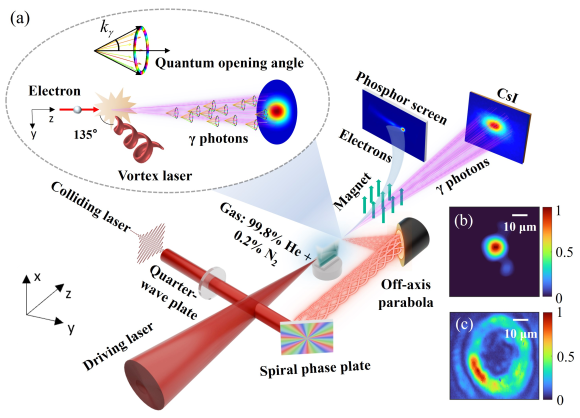 (a)
kγ
Quantum opening angle
Electron
z
y
135°
γ photons
Vortex laser
Phosphor screen
CsI
Electrons
γ photons
Magnet
Colliding laser
Gas: 99.8% He +
0.2% N₂
Quarter-
wave plate
Off-axis
parabola
Driving laser
Spiral phase plate
x
z
y
(b)
10 μm
1
0.5
0
(c)
10 μm
1
0.5
0